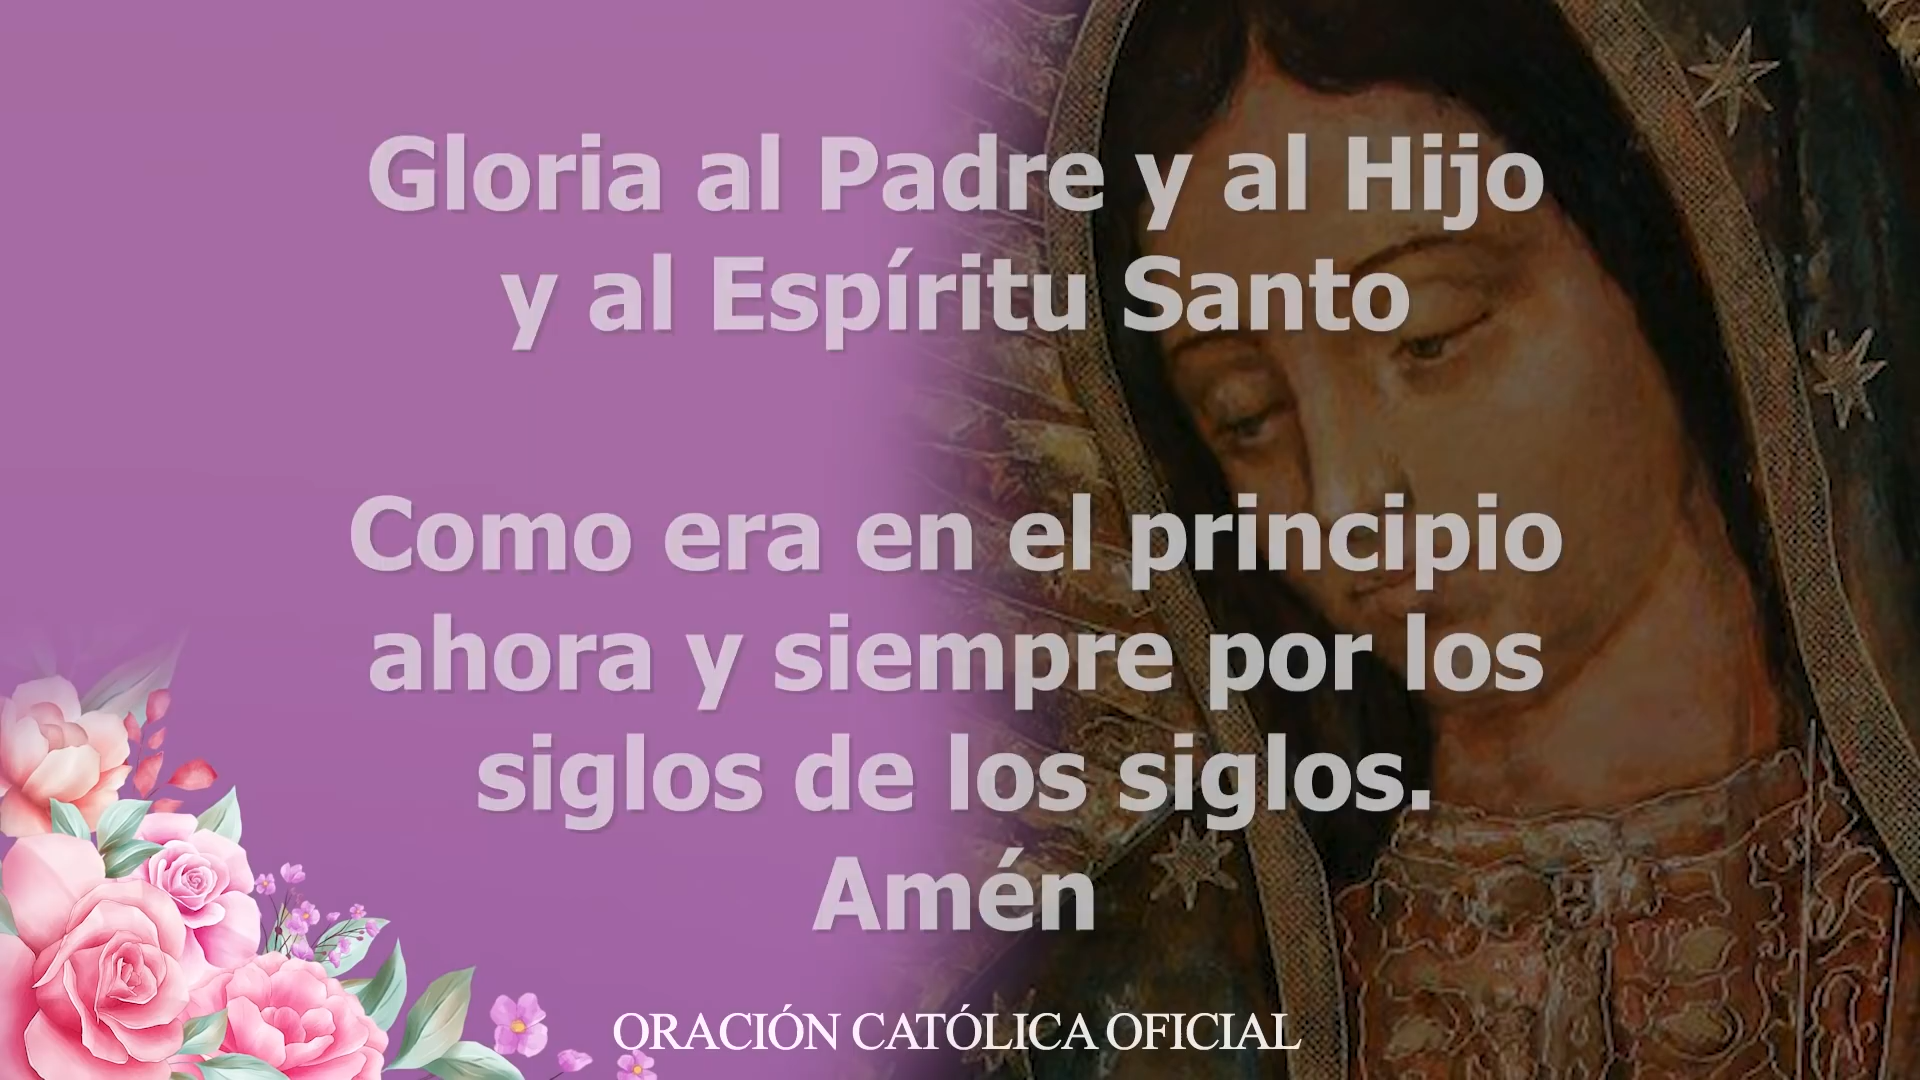 Gloria al Padre y al Hijo
y al Espíritu Santo
Como era en el principio
ahora y siempre por los
siglos de los siglos.
Amén
ORACIÓN CATÓLICA OFICIAL